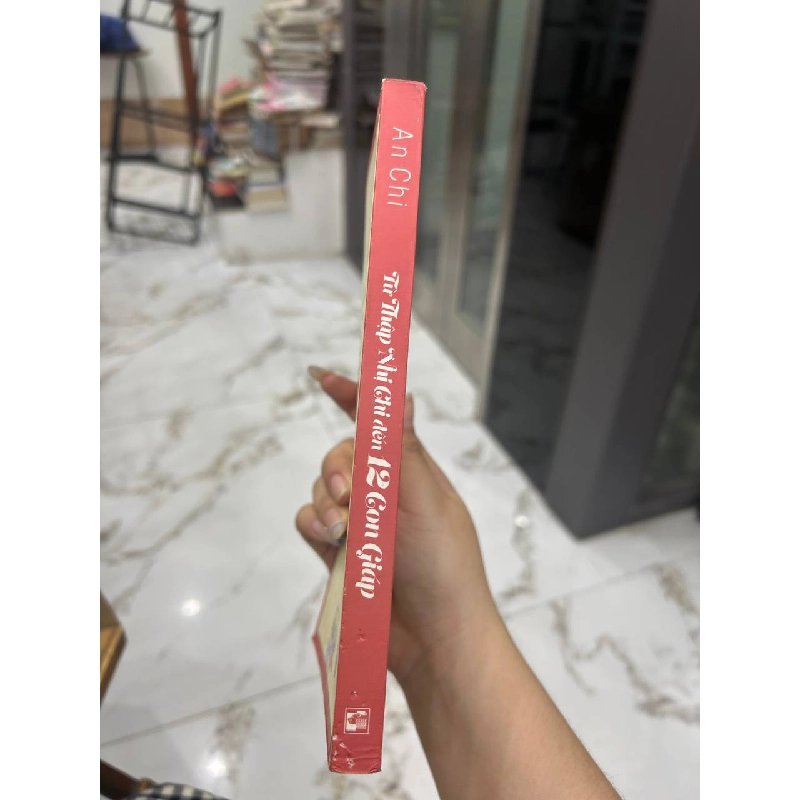 An Chi
Từ Thập Nhị Chi đến 12 Con Giáp